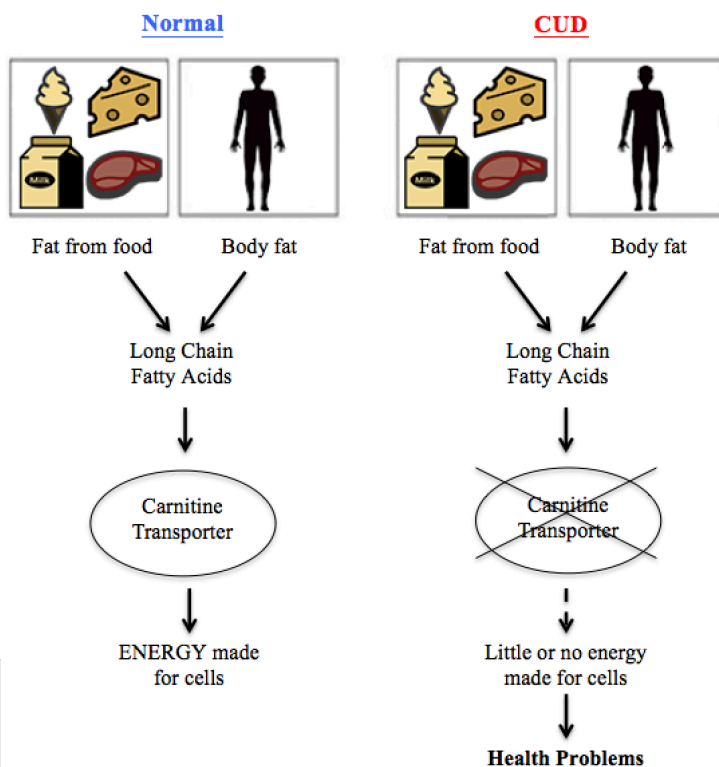 Normal
Milk
Fat from food
Body fat
Long Chain
Fatty Acids
Carnitine
Transporter
ENERGY made
for cells
CUD
Milk
Fat from food
Body fat
Long Chain
Fatty Acids
Carnitine
Transporter
Little or no energy
made for cells
Health Problems